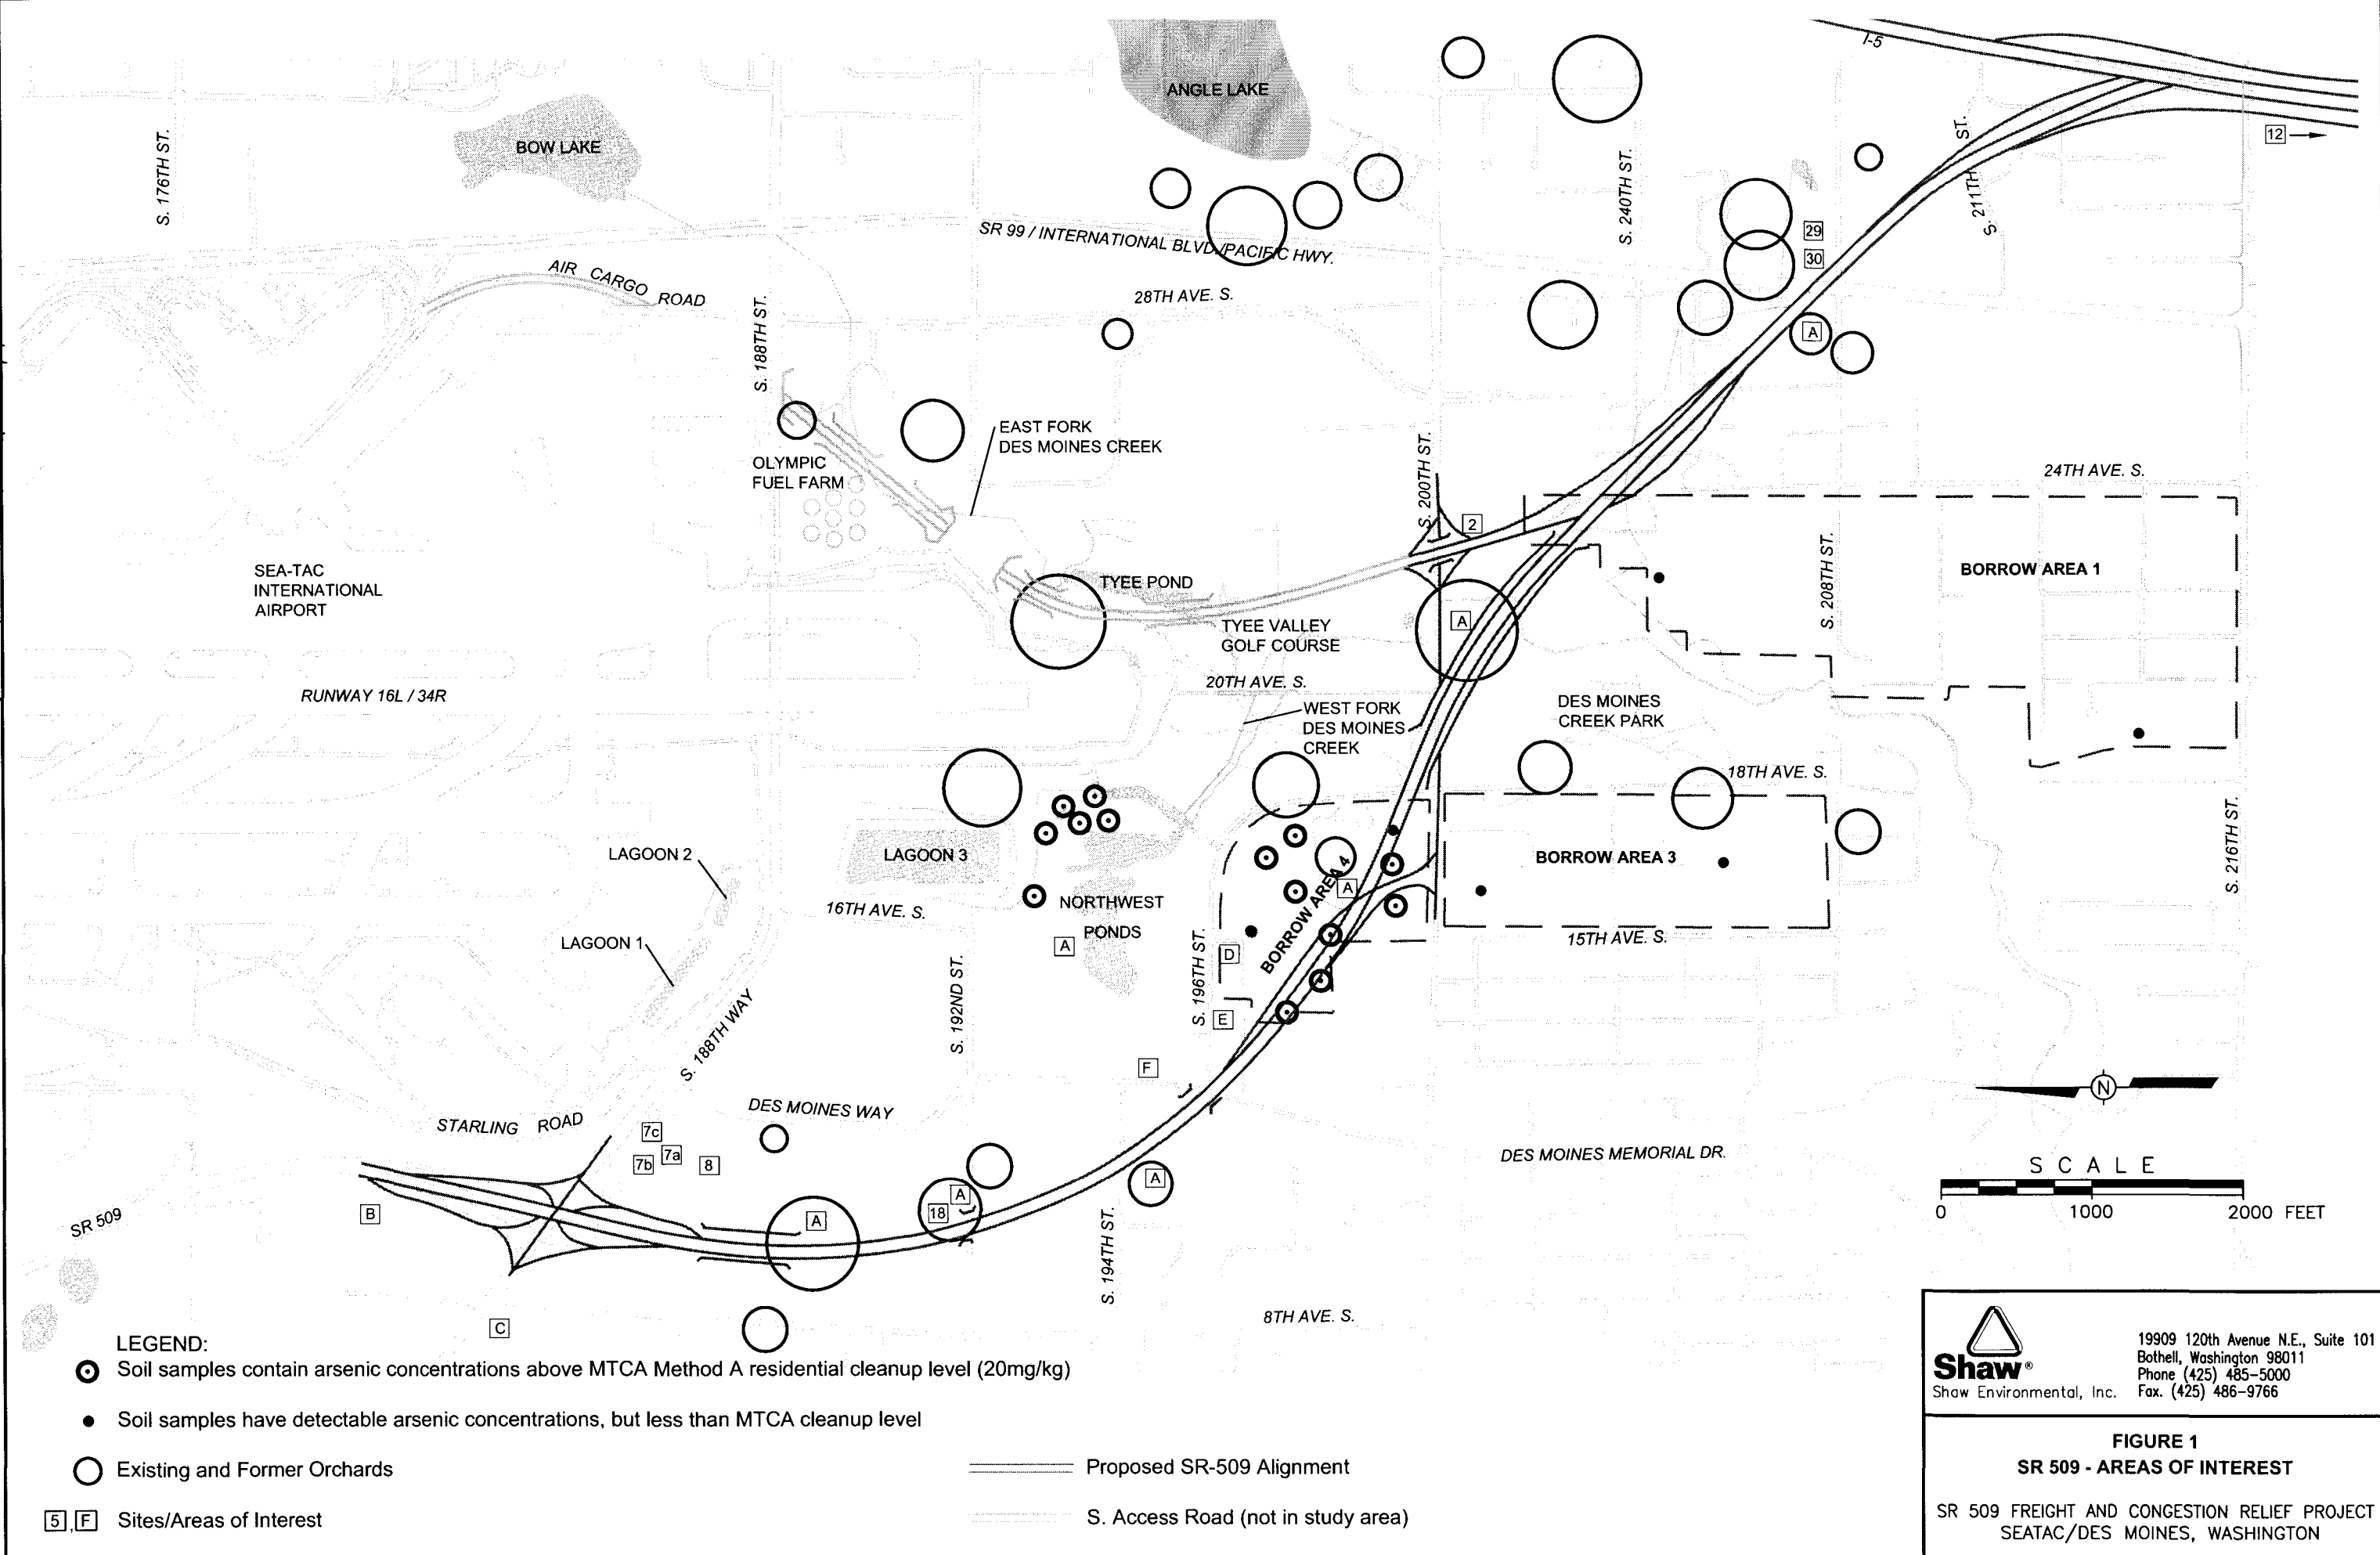 I-5
ANGLE LAKE
BOW LAKE
12
S. 176TH ST.
S. 240TH ST.
S. 211TH ST.
29
30
SR 99 / INTERNATIONAL BLVD./PACIFIC HWY.
AIR CARGO ROAD
28TH AVE. S.
S. 188TH ST.
A
EAST FORK
DES MOINES CREEK
OLYMPIC
FUEL FARM
S. 200TH ST.
2
24TH AVE. S.
SEA-TAC
INTERNATIONAL
AIRPORT
TYEE POND
S. 208TH ST.
BORROW AREA 1
TYEE VALLEY
GOLF COURSE
A
RUNWAY 16L / 34R
20TH AVE. S.
WEST FORK
DES MOINES
CREEK
DES MOINES
CREEK PARK
18TH AVE. S.
LAGOON 2
LAGOON 3
BORROW AREA 4
A
BORROW AREA 3
S. 216TH ST.
16TH AVE. S.
NORTHWEST
PONDS
A
LAGOON 1
D
15TH AVE. S.
S. 188TH WAY
S. 192ND ST.
S. 196TH ST.
E
F
N
STARLING ROAD
DES MOINES WAY
7c
7a
7b
8
DES MOINES MEMORIAL DR.
SCALE
0 1000 2000 FEET
SR 509
B
A
A
18
A
S. 194TH ST.
8TH AVE. S.
C
LEGEND:
Soil samples contain arsenic concentrations above MTCA Method A residential cleanup level (20mg/kg)
Soil samples have detectable arsenic concentrations, but less than MTCA cleanup level
Existing and Former Orchards
5,F Sites/Areas of Interest
Proposed SR-509 Alignment
S. Access Road (not in study area)
Shaw®
Shaw Environmental, Inc.
19909 120th Avenue N.E., Suite 101
Bothell, Washington 98011
Phone (425) 485-5000
Fax. (425) 486-9766
FIGURE 1
SR 509 - AREAS OF INTEREST
SR 509 FREIGHT AND CONGESTION RELIEF PROJECT
SEATAC/DES MOINES, WASHINGTON